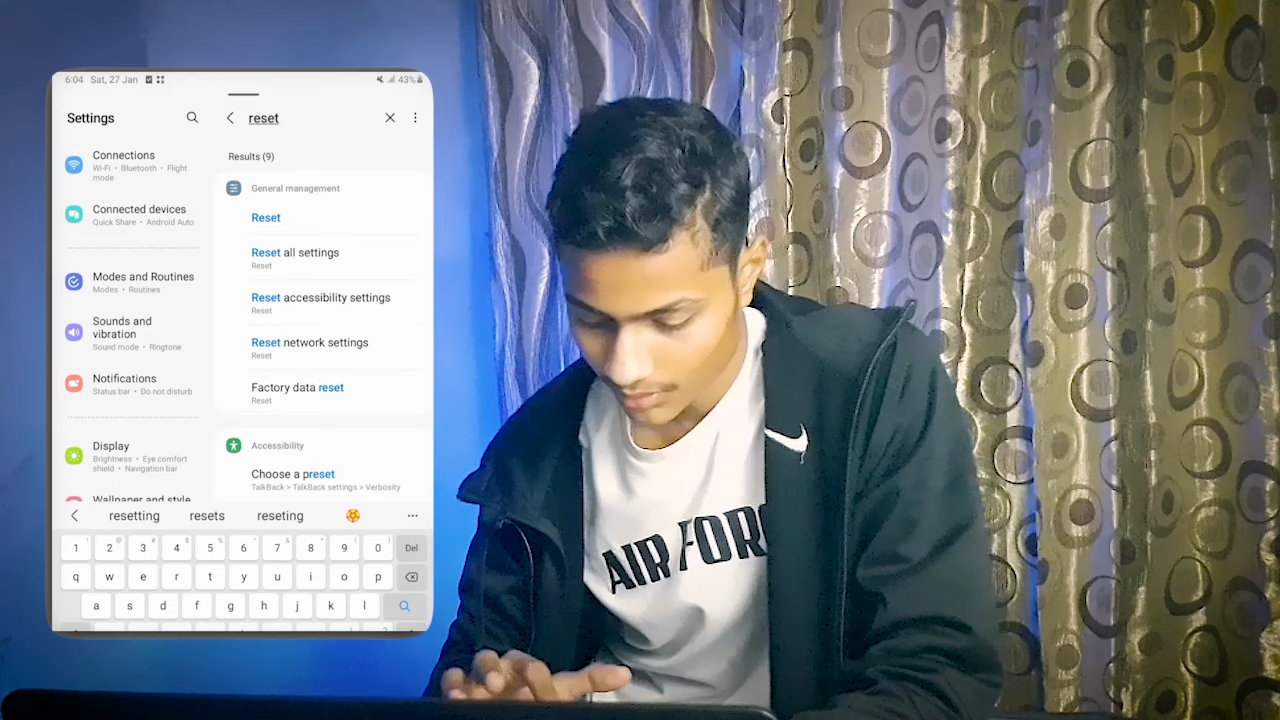 6:04 Sat, 27 Jan
43%
Settings
reset
Results (9)
Connections
Wi-Fi • Bluetooth • Flight
mode
Connected devices
Quick Share • Android Auto
Modes and Routines
Modes • Routines
Sounds and
vibration
Sound mode • Ringtone
Notifications
Status bar • Do not disturb
Display
Brightness • Eye comfort
shield • Navigation bar
Wallpaper and style
General management
Reset
Reset all settings
Reset
Reset accessibility settings
Reset
Reset network settings
Reset
Factory data reset
Reset
Accessibility
Choose a preset
TalkBack > TalkBack settings > Verbosity
resetting resets reseting
1 2 3 4 5 6 7 8 9 0 Del
q w e r t y u i o p
a s d f g h j k l
AIR FORC